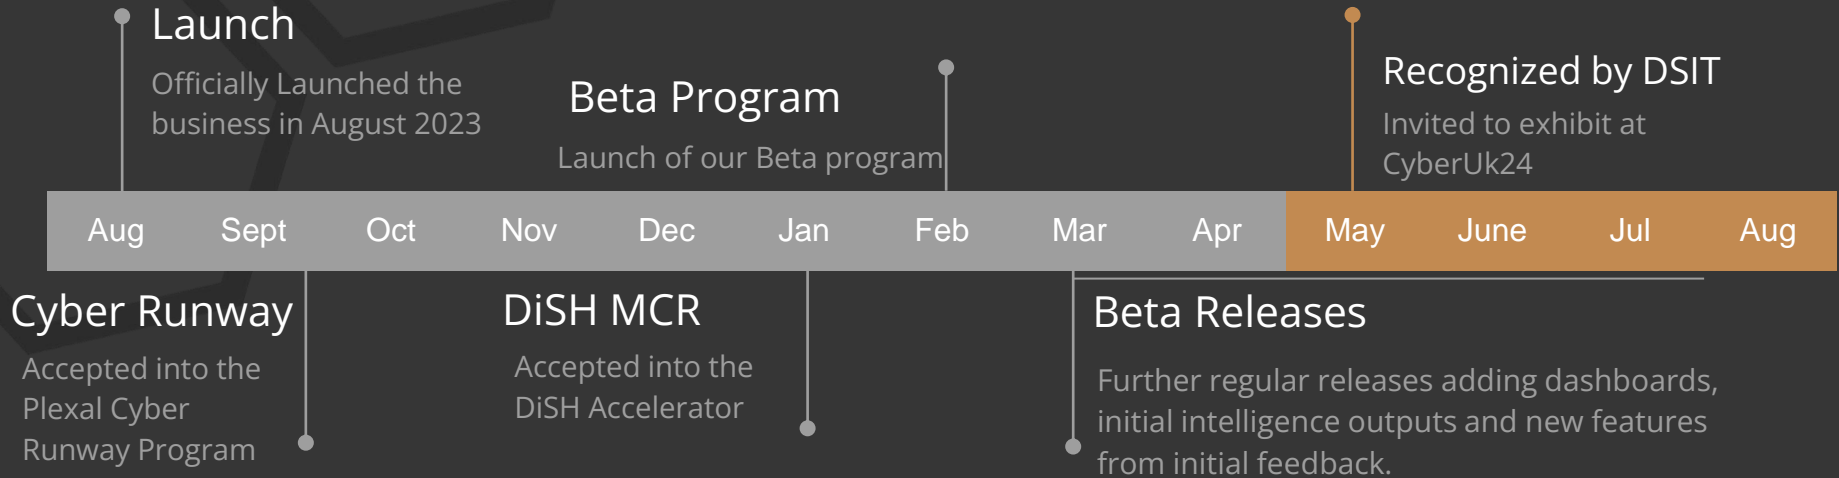 Launch
Officially Launched the
business in August 2023
Beta Program
Launch of our Beta program
Recognized by DSIT
Invited to exhibit at
CyberUk24
Aug Sept Oct Nov Dec Jan Feb Mar Apr May June Jul Aug
Cyber Runway
Accepted into the
Plexal Cyber
Runway Program
DiSH MCR
Accepted into the
DiSH Accelerator
Beta Releases
Further regular releases adding dashboards,
initial intelligence outputs and new features
from initial feedback.